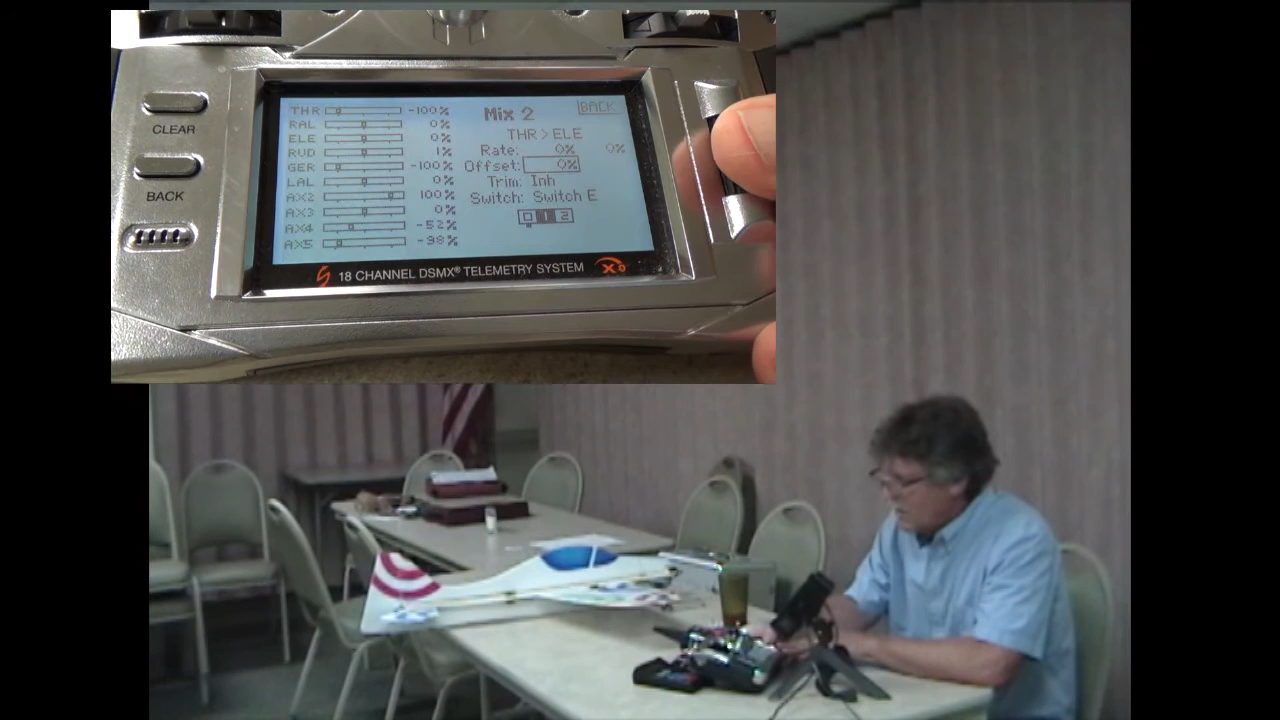 THR -100%
RAL 0%
ELE 0%
RUD 1%
GER -100%
LAL 0%
AX2 100%
AX3 0%
AX4 -52%
AX5 -98%
Mix 2 BACK
THR > ELE
Rate: 0% 0%
Offset: 0%
Trim: Inh
Switch: Switch E
0 1 2
CLEAR
BACK
18 CHANNEL DSMX® TELEMETRY SYSTEM